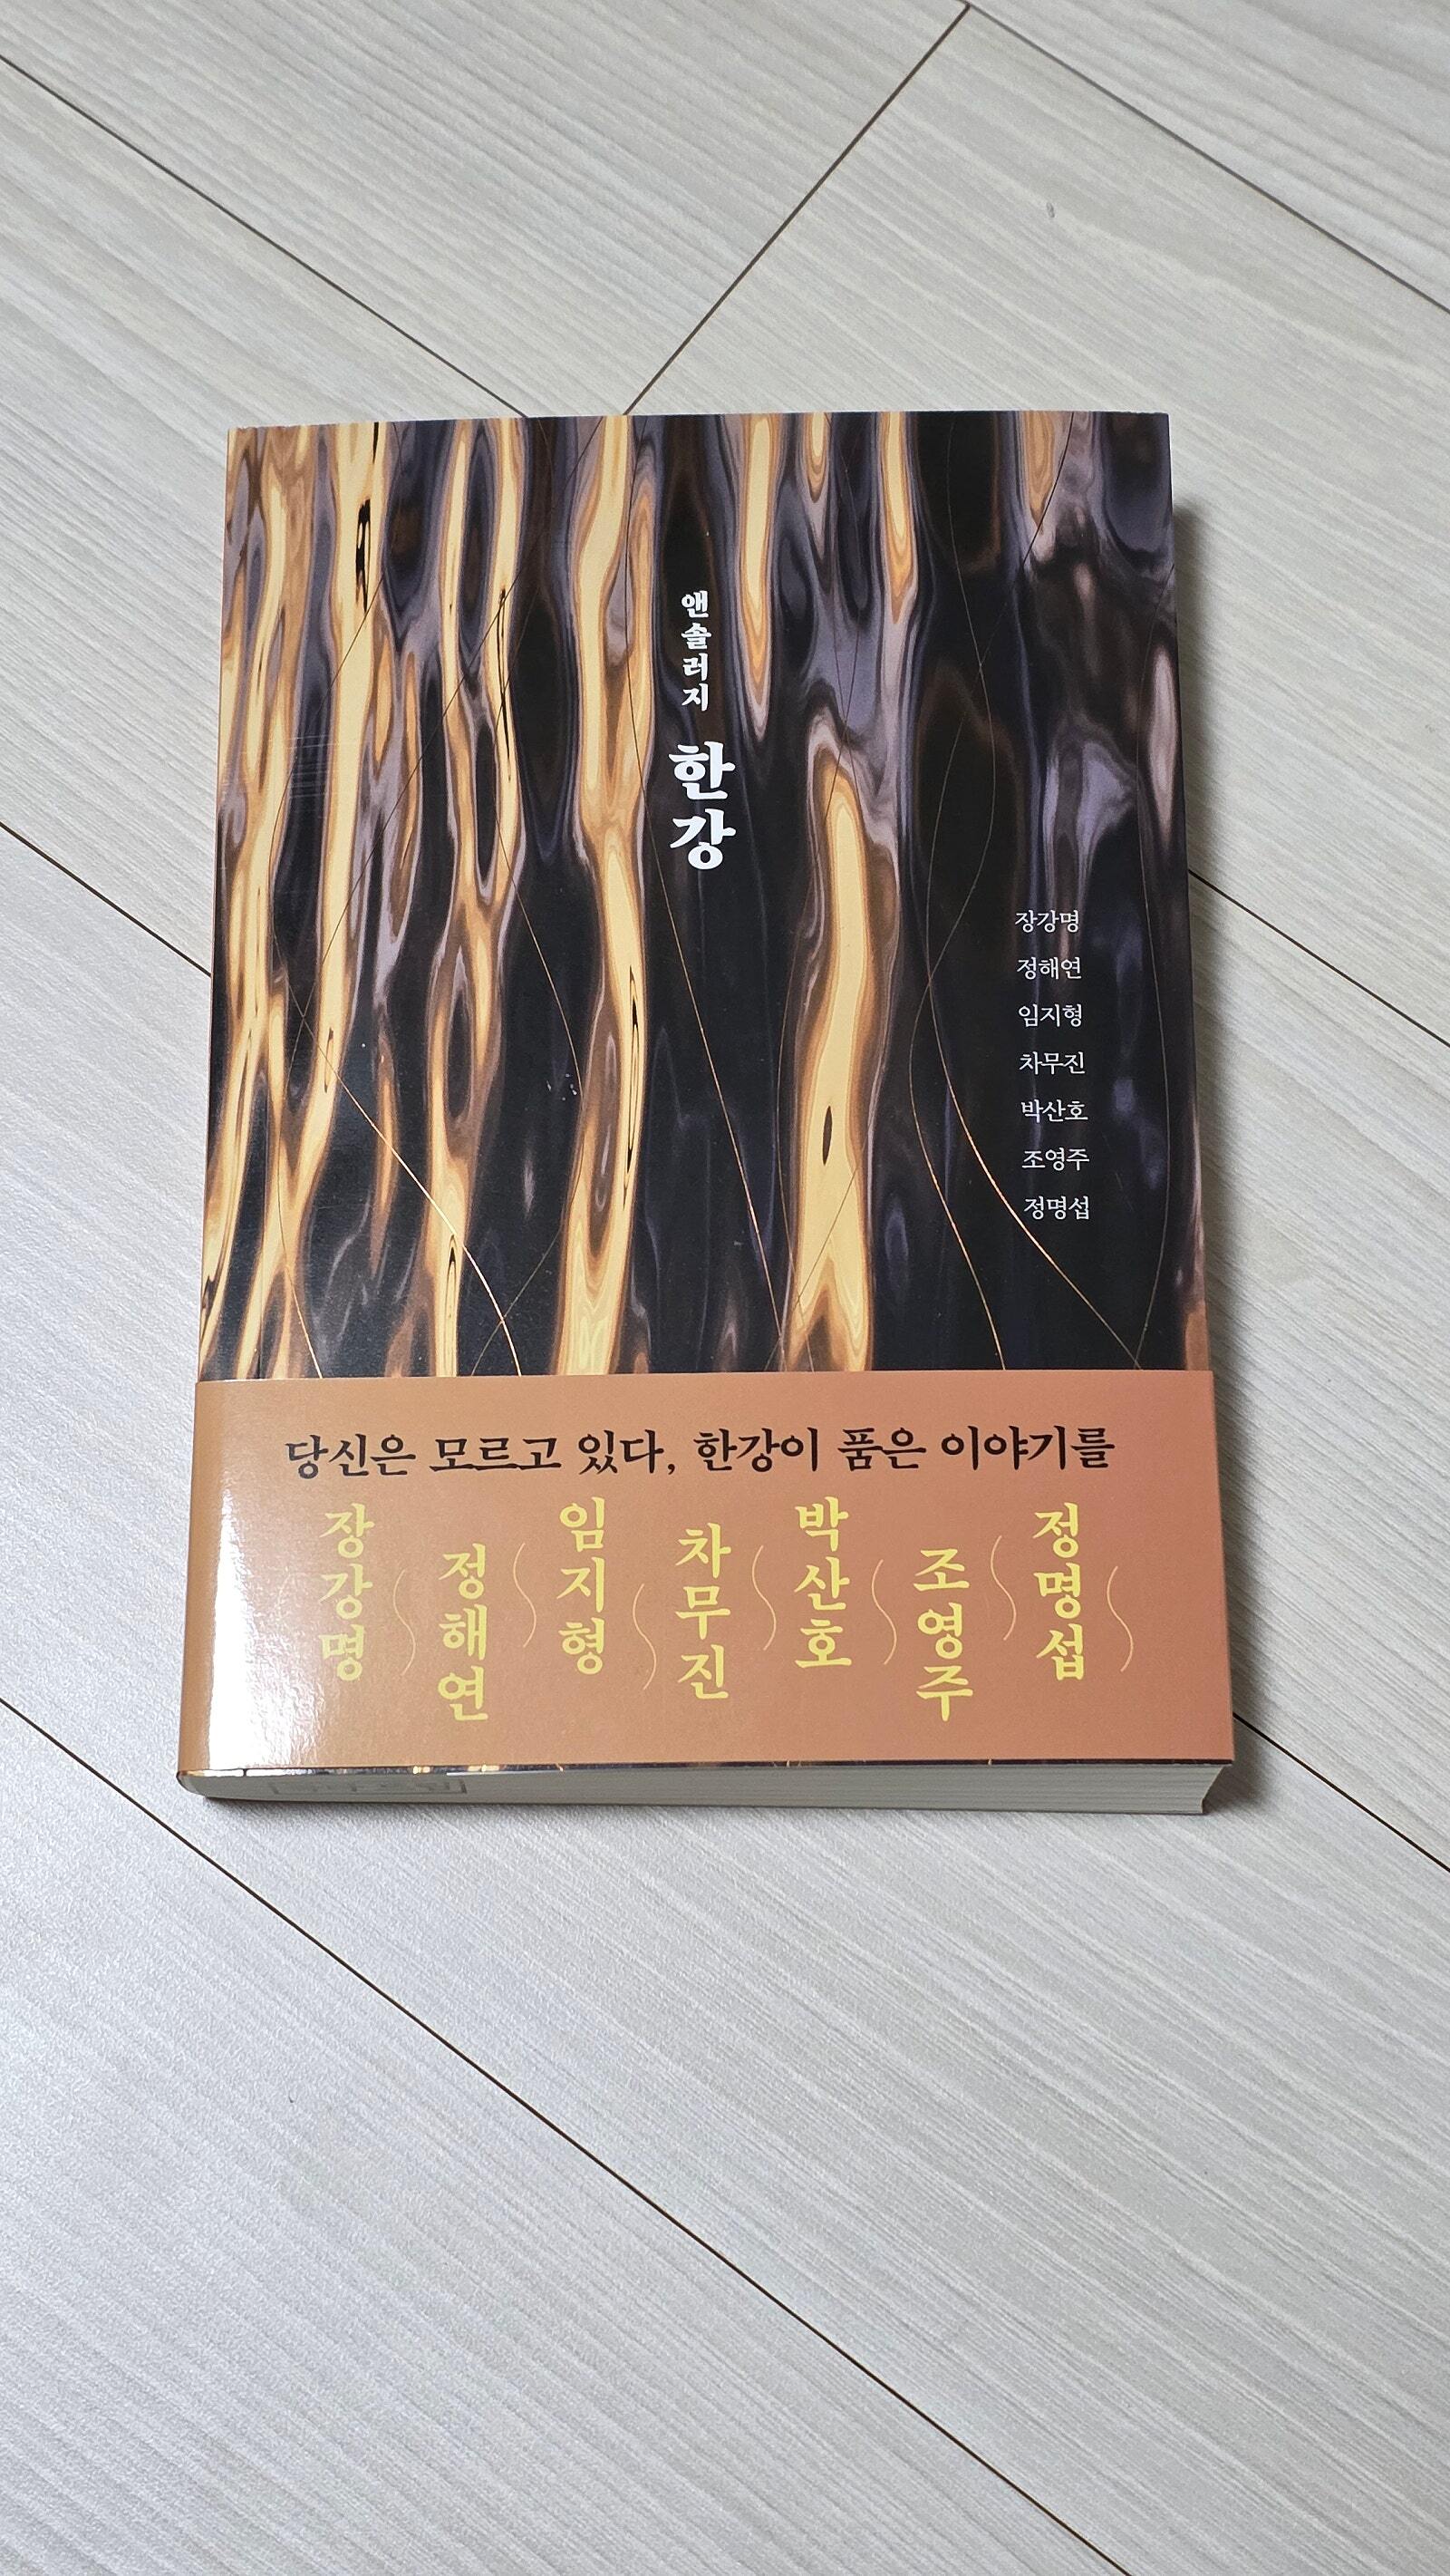 앤솔러지
한강
장강명
정해연
임지형
차무진
박산호
조영주
정명섭
당신은 모르고 있다, 한강이 품은 이야기를
장강명
정해연
임지형
차무진
박산호
조영주
정명섭